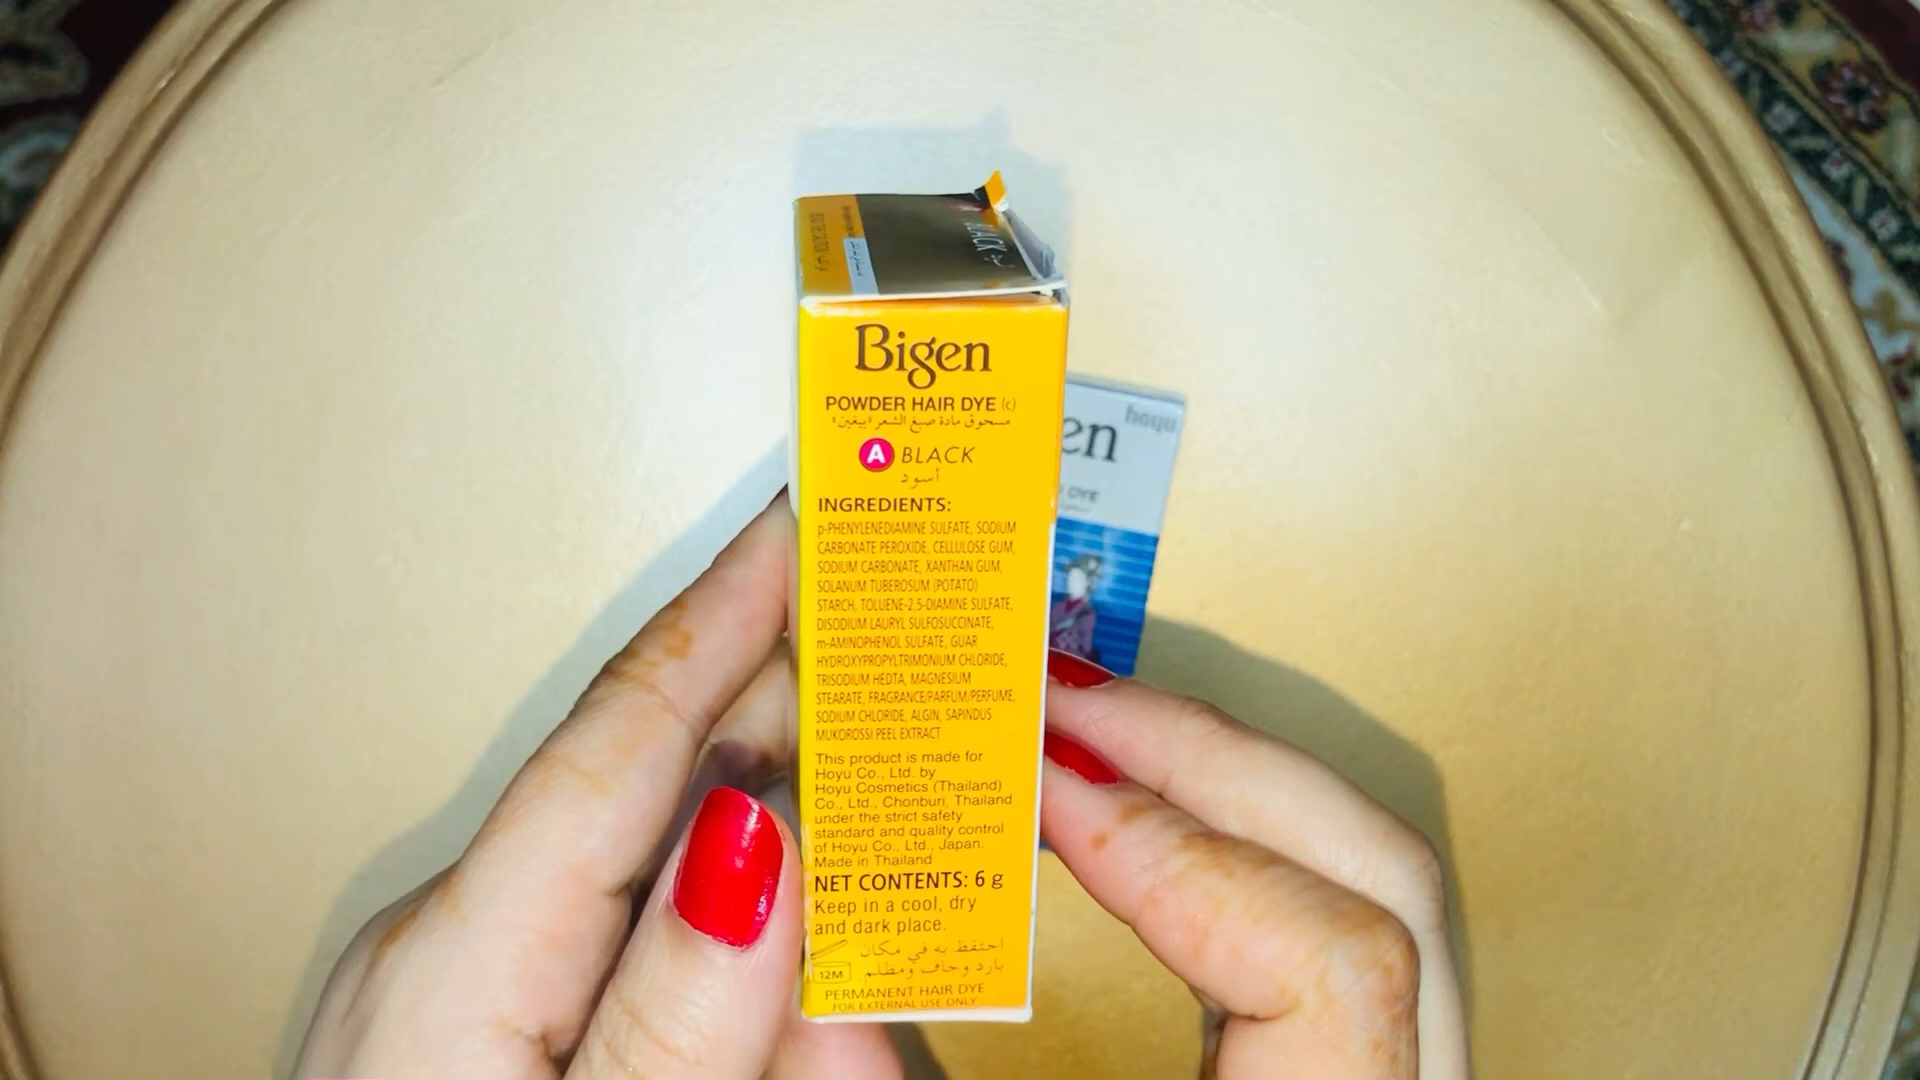 BLACK
Bigen
POWDER HAIR DYE (c)
مسحوق مادة صبغ الشعر «بيغين»
A BLACK
أسود
INGREDIENTS:
p-PHENYLENEDIAMINE SULFATE, SODIUM
CARBONATE PEROXIDE, CELLULOSE GUM,
SODIUM CARBONATE, XANTHAN GUM,
SOLANUM TUBEROSUM (POTATO)
STARCH, TOLUENE-2,5-DIAMINE SULFATE,
DISODIUM LAURYL SULFOSUCCINATE,
m-AMINOPHENOL SULFATE, GUAR
HYDROXYPROPYLTRIMONIUM CHLORIDE,
TRISODIUM HEDTA, MAGNESIUM
STEARATE, FRAGRANCE/PARFUM/PERFUME,
SODIUM CHLORIDE, ALGIN, SAPINDUS
MUKOROSSI PEEL EXTRACT
This product is made for
Hoyu Co., Ltd. by
Hoyu Cosmetics (Thailand)
Co., Ltd., Chonburi, Thailand
under the strict safety
standard and quality control
of Hoyu Co., Ltd., Japan.
Made in Thailand
NET CONTENTS: 6 g
Keep in a cool, dry
and dark place.
احتفظ به في مكان
بارد وجاف ومظلم
12M
PERMANENT HAIR DYE
FOR EXTERNAL USE ONLY
hoyu
en
DYE